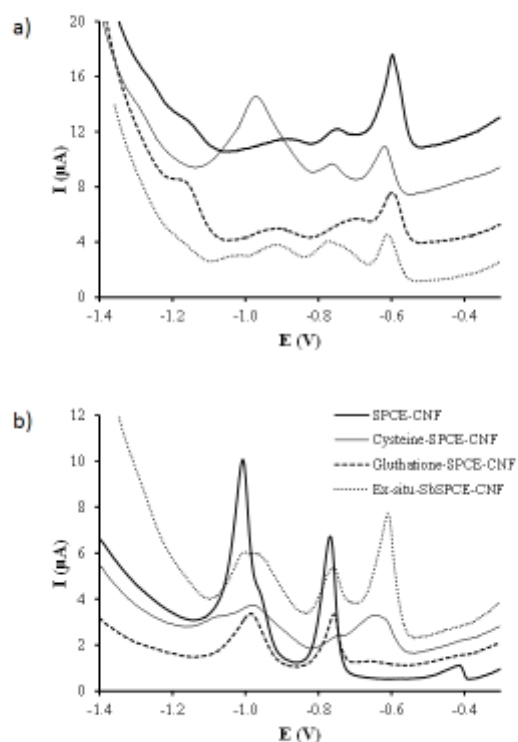 a)
20
16
12
8
4
0
I (μA)
-1.4 -1.2 -1.0 -0.8 -0.6 -0.4
E (V)
b)
12
10
8
6
4
2
0
I (μA)
SPCE-CNF
Cysteine-SPCE-CNF
Gluthatione-SPCE-CNF
Ex-situ-SbSPCE-CNF
-1.4 -1.2 -1.0 -0.8 -0.6 -0.4
E (V)